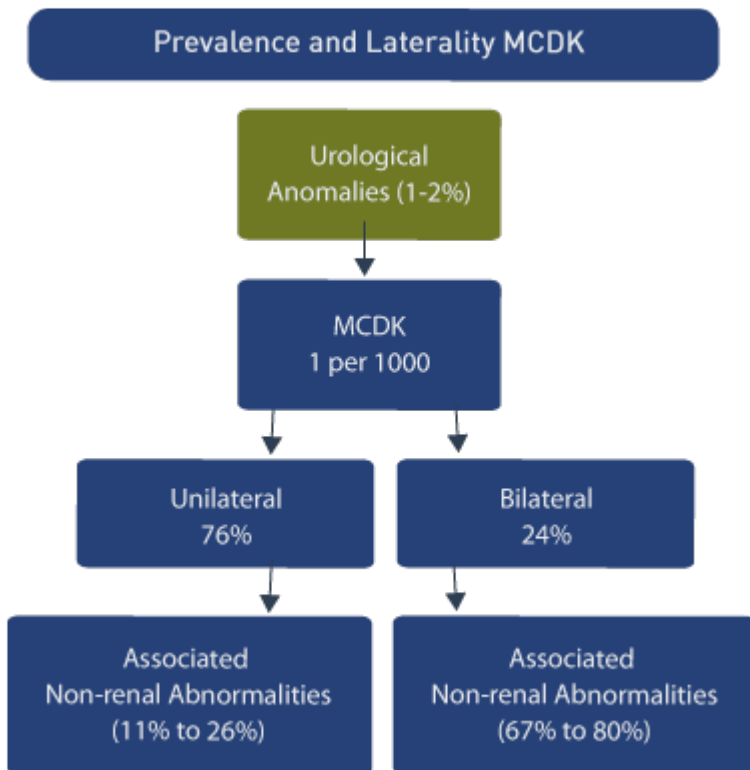 Prevalence and Laterality MCDK
Urological
Anomalies (1-2%)
MCDK
1 per 1000
Unilateral
76%
Bilateral
24%
Associated
Non-renal Abnormalities
(11% to 26%)
Associated
Non-renal Abnormalities
(67% to 80%)